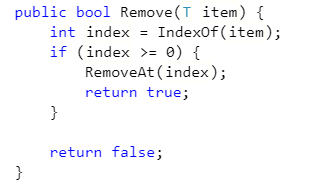 public bool Remove(T item) {
    int index = IndexOf(item);
    if (index >= 0) {
        RemoveAt(index);
        return true;
    }

    return false;
}